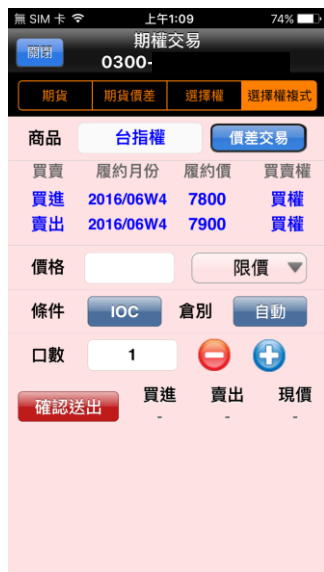 無 SIM 卡 上午1:09 74%
關閉 期權交易
0300-
期貨 期貨價差 選擇權 選擇權複式
商品 台指權 價差交易
買賣 履約月份 履約價 買賣權
買進 2016/06W4 7800 買權
賣出 2016/06W4 7900 買權
價格 限價
條件 IOC 倉別 自動
口數 1
確認送出 買進 賣出 現價
- - -